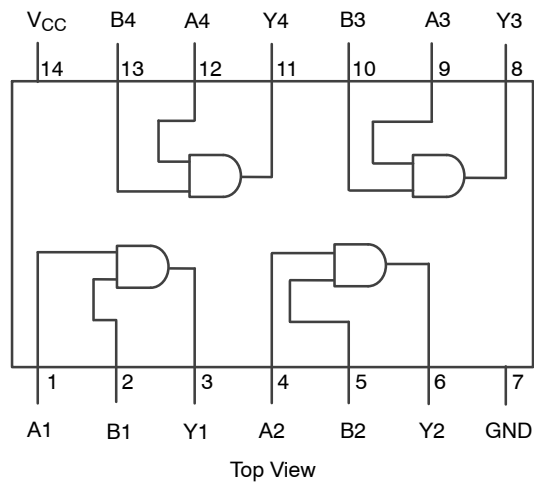 VCC B4 A4 Y4 B3 A3 Y3
14 13 12 11 10 9 8
1 2 3 4 5 6 7
A1 B1 Y1 A2 B2 Y2 GND
Top View